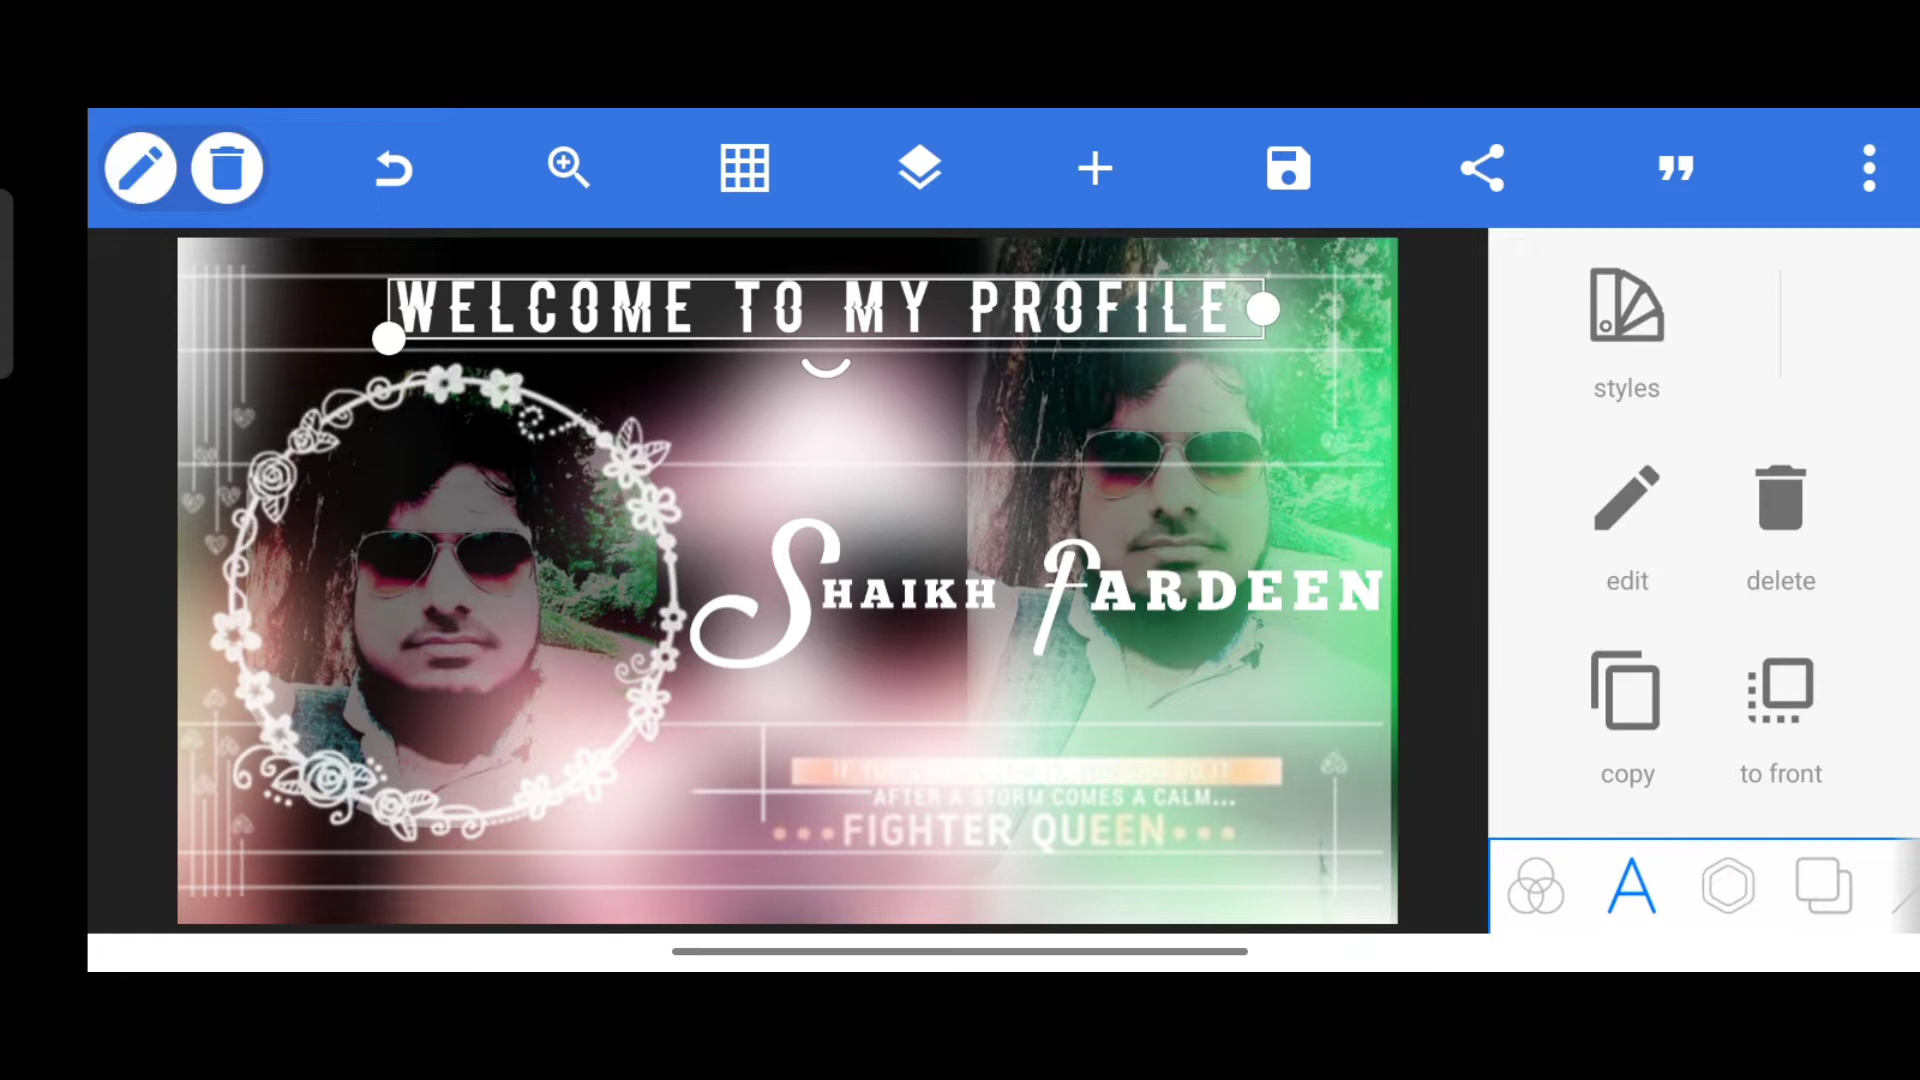 WELCOME TO MY PROFILE
styles
edit
delete
SHAIKH FARDEEN
copy
to front
AFTER A STORM COMES A CALM...
FIGHTER QUEEN